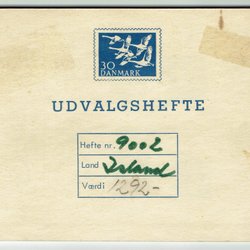 30
DANMARK
UDVALGSHEFTE
Hefte nr. 9002
Land Island
Værdi 1292-